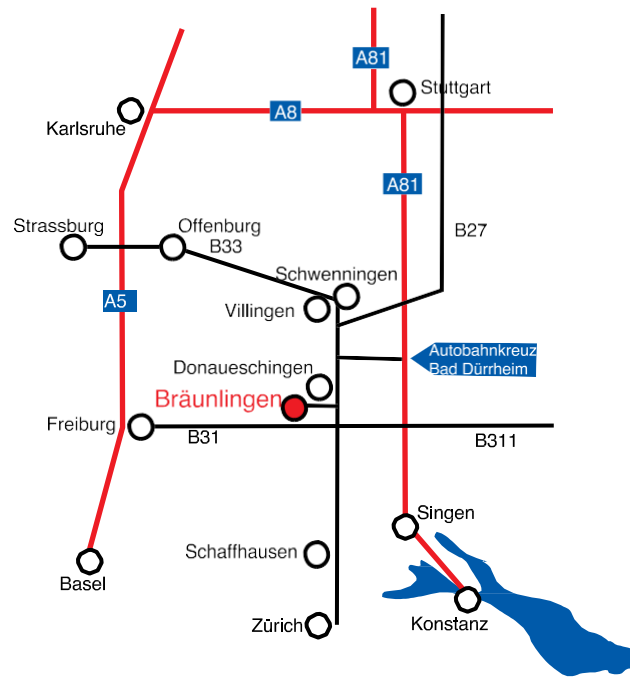 A81
Stuttgart
Karlsruhe
A8
A81
Strassburg
Offenburg
B33
B27
Schwenningen
A5
Villingen
Autobahnkreuz
Bad Dürrheim
Donaueschingen
Bräunlingen
Freiburg
B31
B311
Singen
Schaffhausen
Basel
Zürich
Konstanz